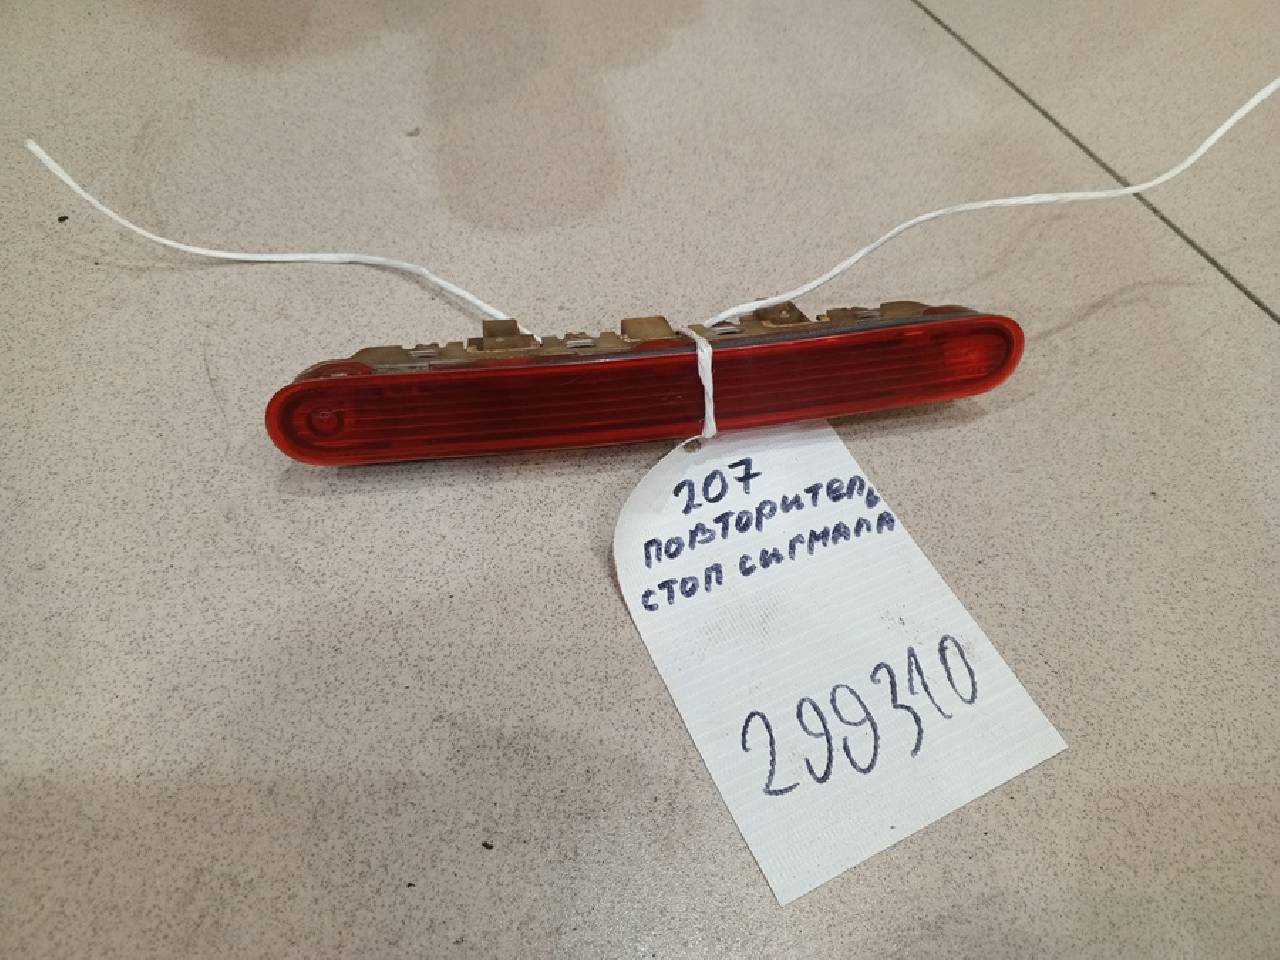 207
повторитель
стоп сигнала
299310